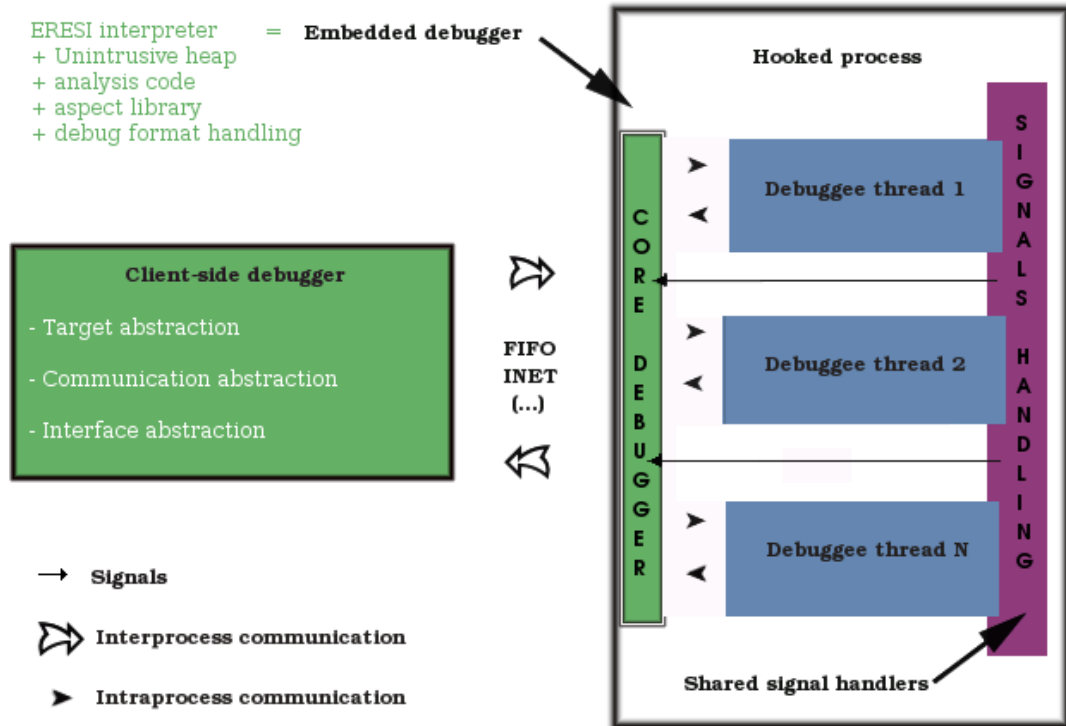 ERESI interpreter = Embedded debugger
+ Unintrusive heap
+ analysis code
+ aspect library
+ debug format handling
Client-side debugger
- Target abstraction
- Communication abstraction
- Interface abstraction
FIFO
INET
(...)
Hooked process
CORE DEBUGGER
Debuggee thread 1
Debuggee thread 2
Debuggee thread N
SIGNALS HANDLING
Shared signal handlers
Signals
Interprocess communication
Intraprocess communication